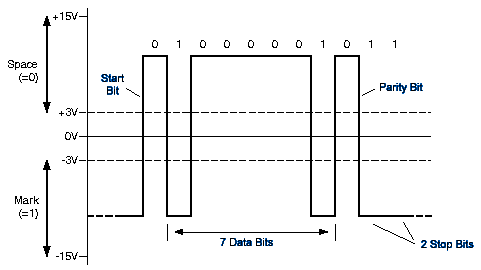 +15V
0 1 0 0 0 0 0 1 0 1 1
Space
(=0)
Start
Bit
Parity Bit
+3V
0V
-3V
Mark
(=1)
7 Data Bits
2 Stop Bits
-15V